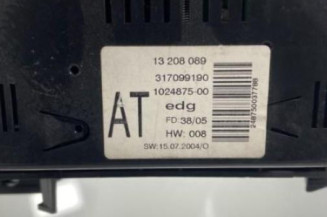 13 208 089
317099190
1024875-00
edg
AT
FD:38/05
HW: 008
SW:15.07.2004/O